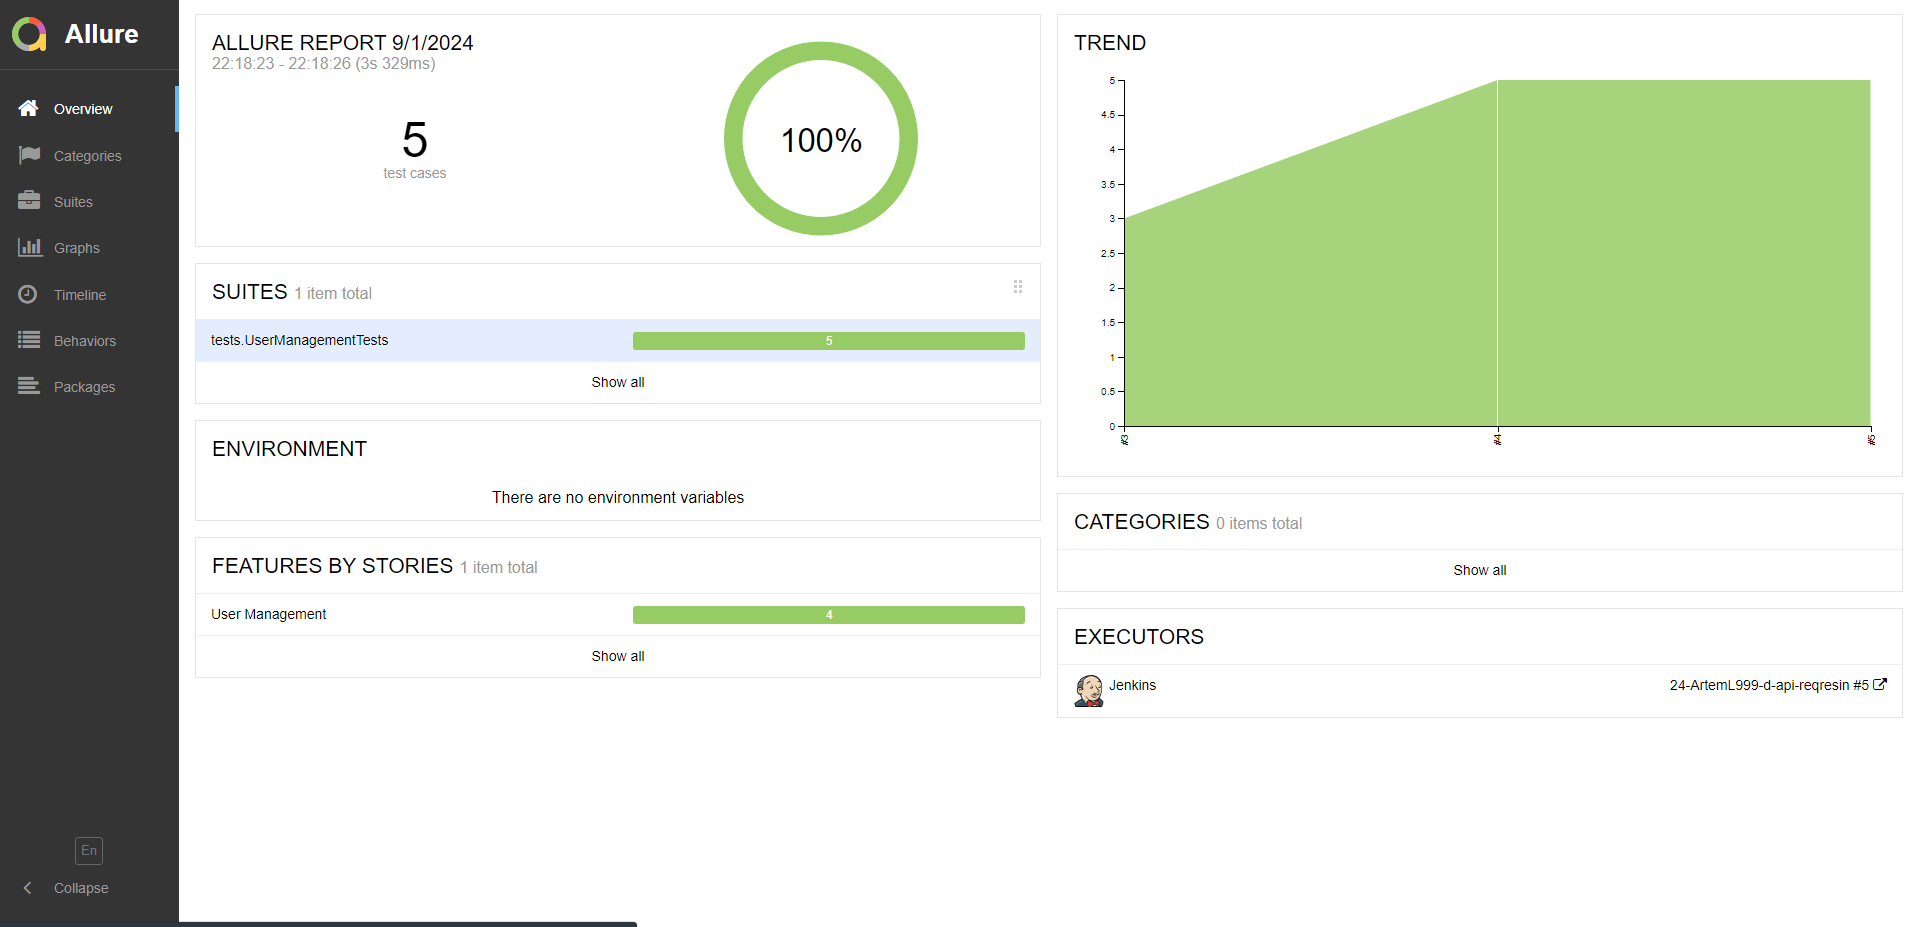 Allure
Overview
Categories
Suites
Graphs
Timeline
Behaviors
Packages
En
Collapse
ALLURE REPORT 9/1/2024
22:18:23 - 22:18:26 (3s 329ms)
5
test cases
100%
SUITES 1 item total
tests.UserManagementTests 5
Show all
ENVIRONMENT
There are no environment variables
FEATURES BY STORIES 1 item total
User Management 4
Show all
TREND
5
4.5
4
3.5
3
2.5
2
1.5
1
0.5
0
#3 #4 #5
CATEGORIES 0 items total
Show all
EXECUTORS
Jenkins 24-ArtemL999-d-api-reqresin #5